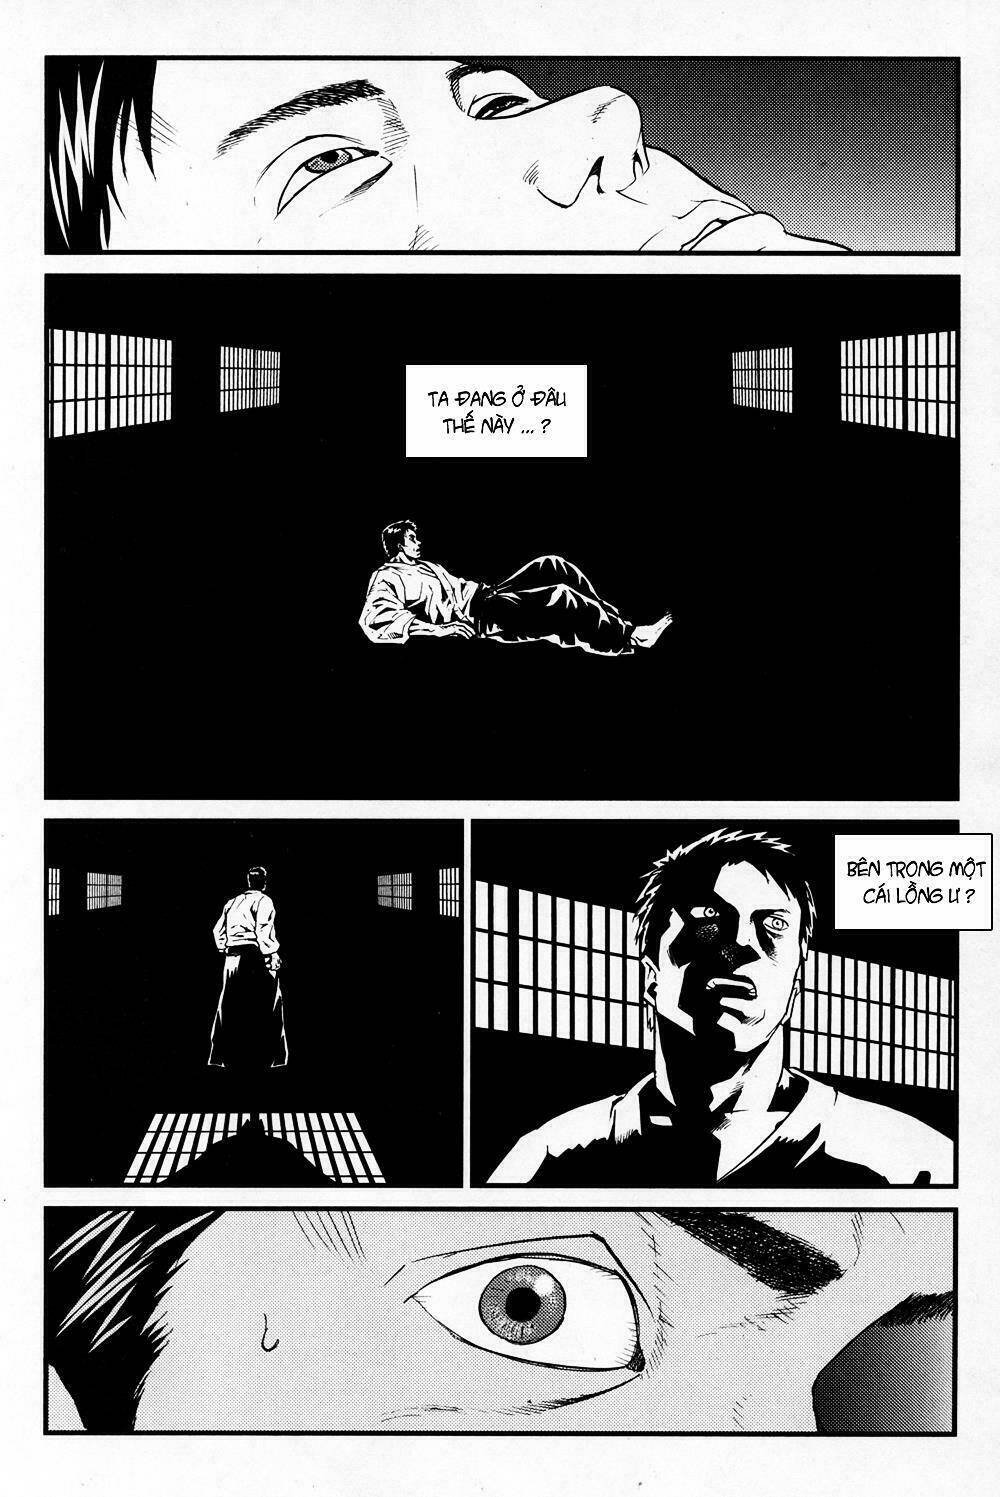 TA ĐANG Ở ĐÂU
THẾ NÀY ... ?
BÊN TRONG MỘT
CÁI LỒNG Ư ?